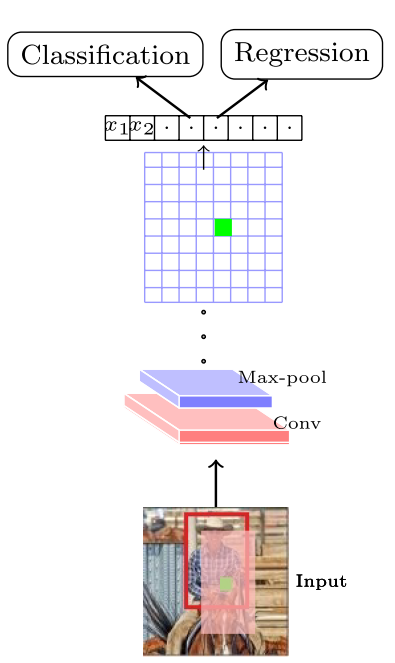 Classification
Regression
x₁ x₂ · · · · · ·
Max-pool
Conv
Input